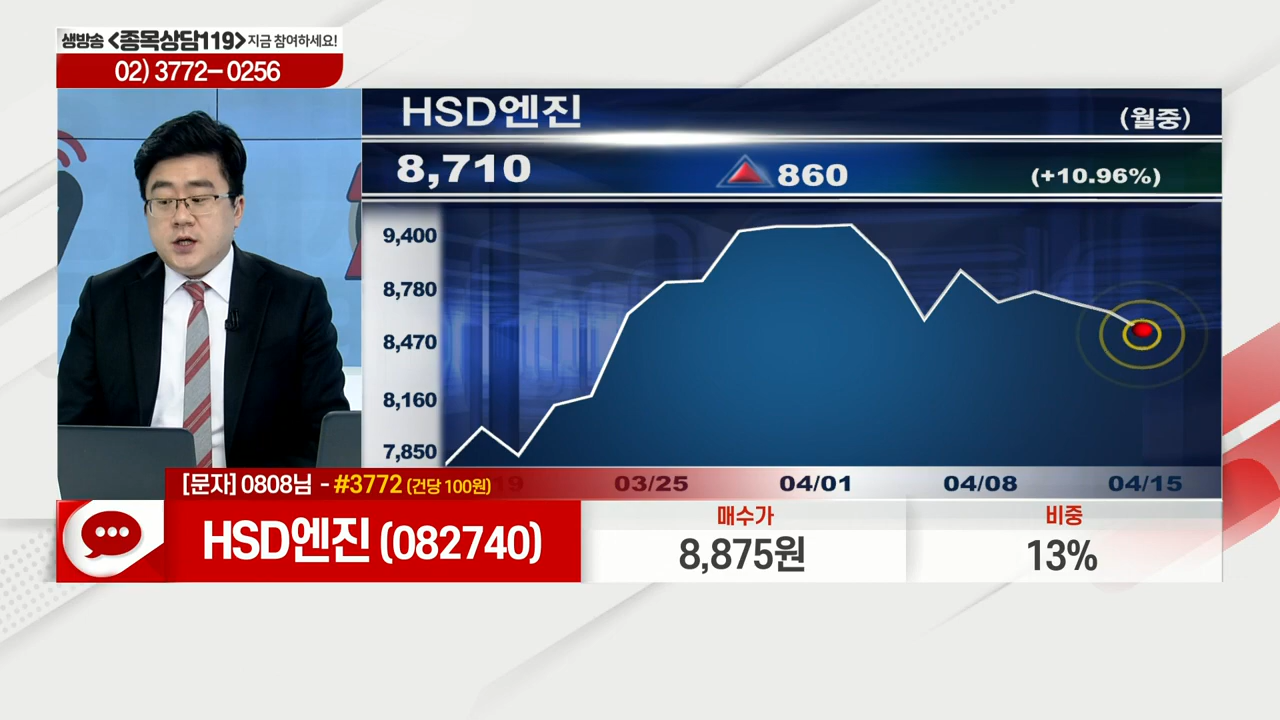 생방송 <종목상담119> 지금 참여하세요!
02) 3772-0256
HSD엔진
(월중)
8,710
860
(+10.96%)
9,400
8,780
8,470
8,160
7,850
03/25
04/01
04/08
04/15
[문자] 0808님 - #3772 (건당 100원)
HSD엔진 (082740)
매수가
8,875원
비중
13%